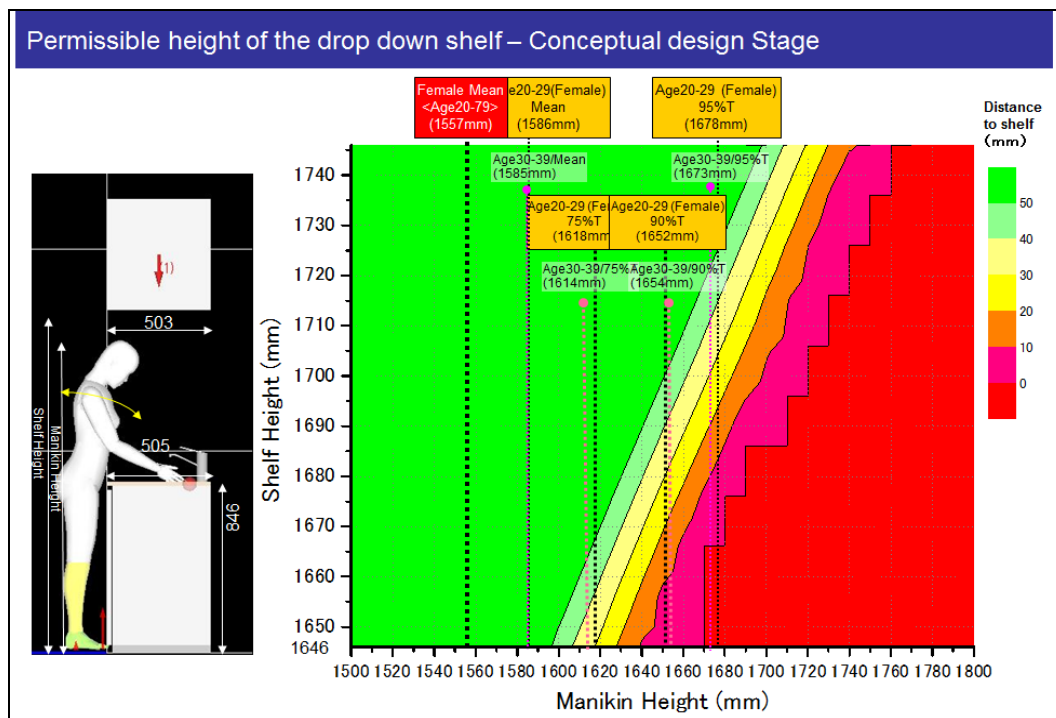 Permissible height of the drop down shelf – Conceptual design Stage
Female Mean
<Age20-79>
(1557mm)
e20-29(Female)
Mean
(1586mm)
Age20-29 (Female)
95%T
(1678mm)
Distance
to shelf
(mm)
Age30-39/Mean
(1585mm)
Age30-39/95%T
(1673mm)
Age20-29 (Fe
75%T
(1618mm
Age20-29 (Female)
90%T
(1652mm)
Age30-39/75%
(1614mm)
Age30-39/90%T
(1654mm)
1)
503
505
846
Shelf Height
Manikin Height
Shelf Height (mm)
1740
1730
1720
1710
1700
1690
1680
1670
1660
1650
1646
50
40
30
20
10
0
1500 1520 1540 1560 1580 1600 1620 1640 1660 1680 1700 1720 1740 1760 1780 1800
Manikin Height (mm)